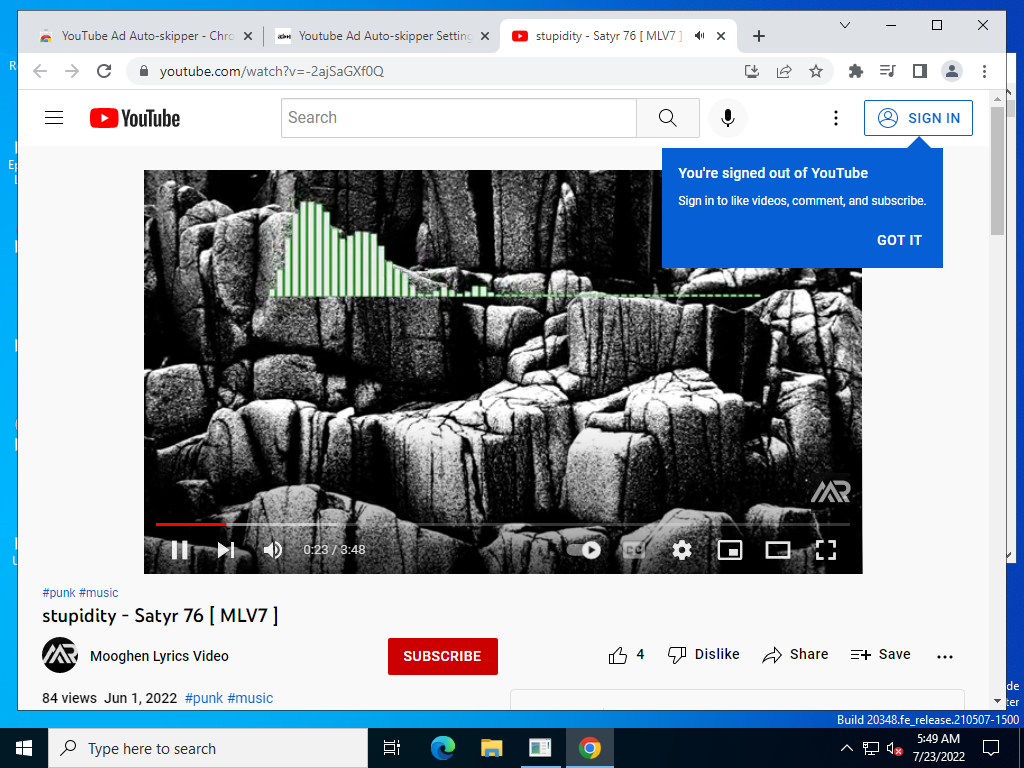 YouTube Ad Auto-skipper - Chro
Youtube Ad Auto-skipper Setting
stupidity - Satyr 76 [ MLV7 ]
youtube.com/watch?v=-2ajSaGXf0Q
YouTube
Search
SIGN IN
You're signed out of YouTube
Sign in to like videos, comment, and subscribe.
GOT IT
0:23 / 3:48
CC
#punk #music
stupidity - Satyr 76 [ MLV7 ]
Mooghen Lyrics Video
SUBSCRIBE
4
Dislike
Share
Save
84 views Jun 1, 2022 #punk #music
Build 20348.fe_release.210507-1500
Type here to search
5:49 AM
7/23/2022